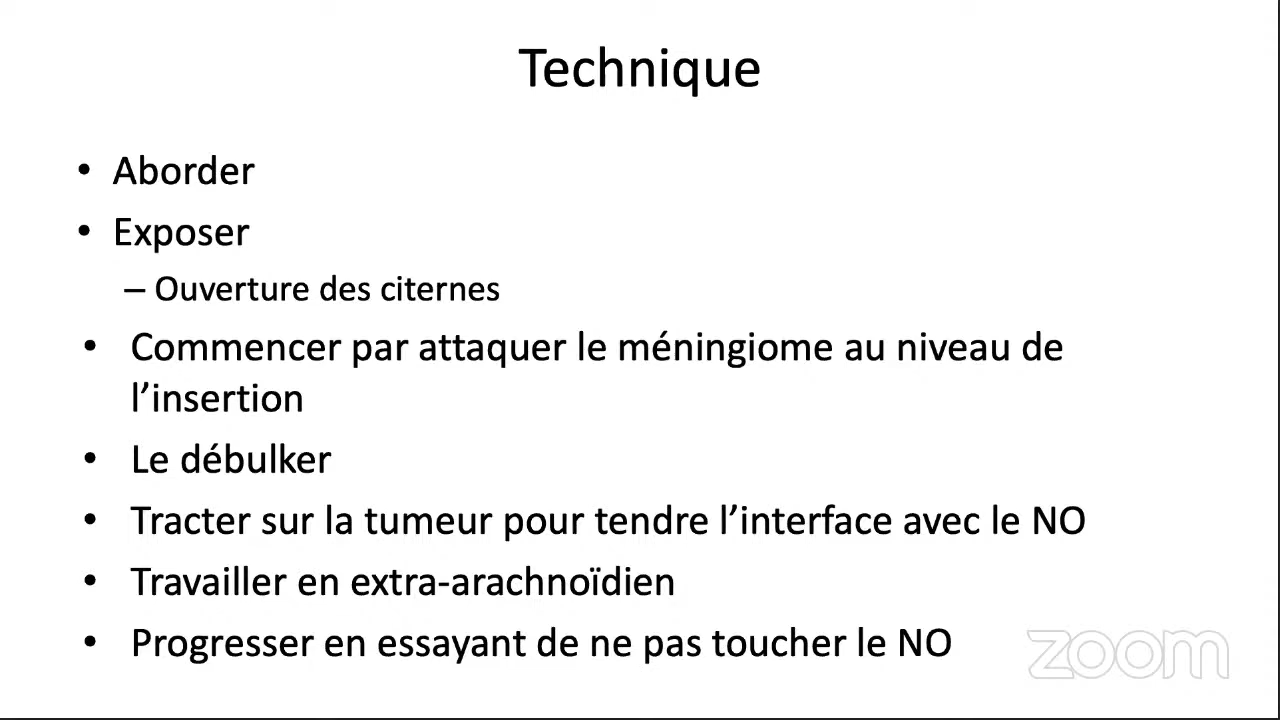 Technique
• Aborder
• Exposer
– Ouverture des citernes
• Commencer par attaquer le méningiome au niveau de
l’insertion
• Le débulker
• Tracter sur la tumeur pour tendre l’interface avec le NO
• Travailler en extra-arachnoïdien
• Progresser en essayant de ne pas toucher le NO
zoom